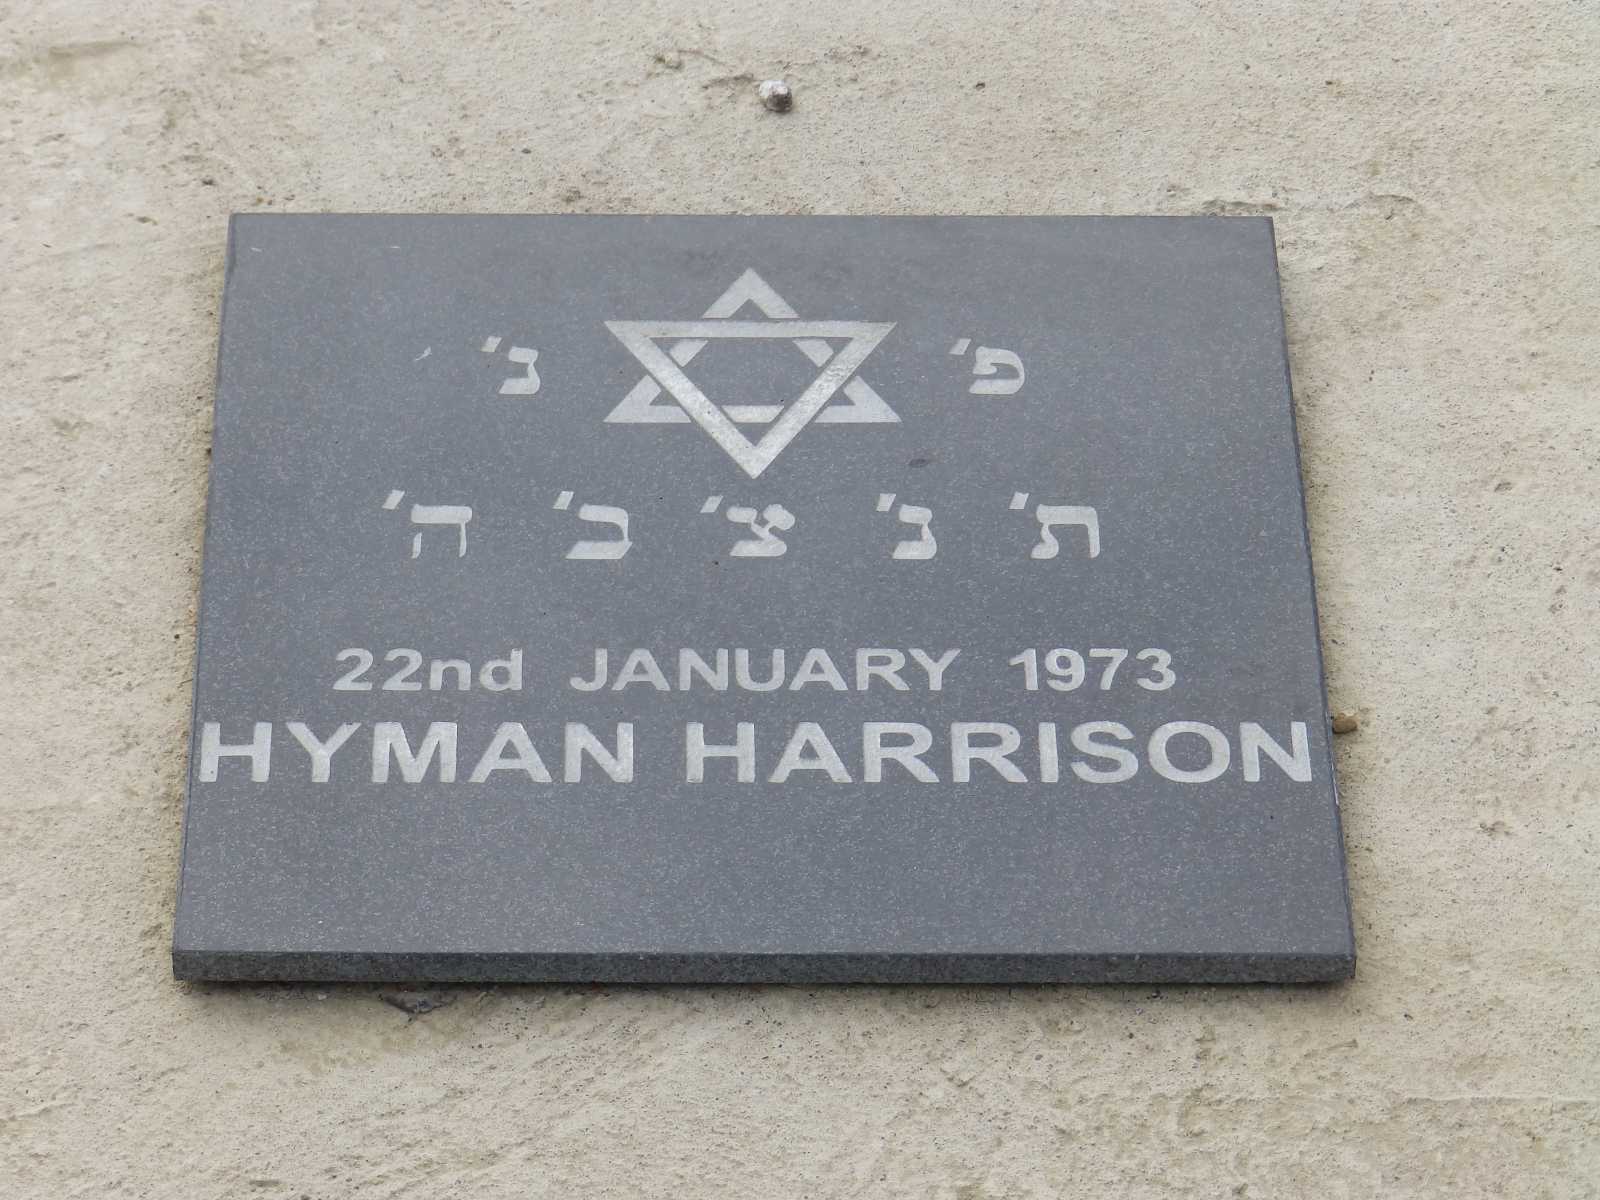 פ׳ נ׳
ת׳ נ׳ צ׳ ב׳ ה׳
22nd JANUARY 1973
HYMAN HARRISON